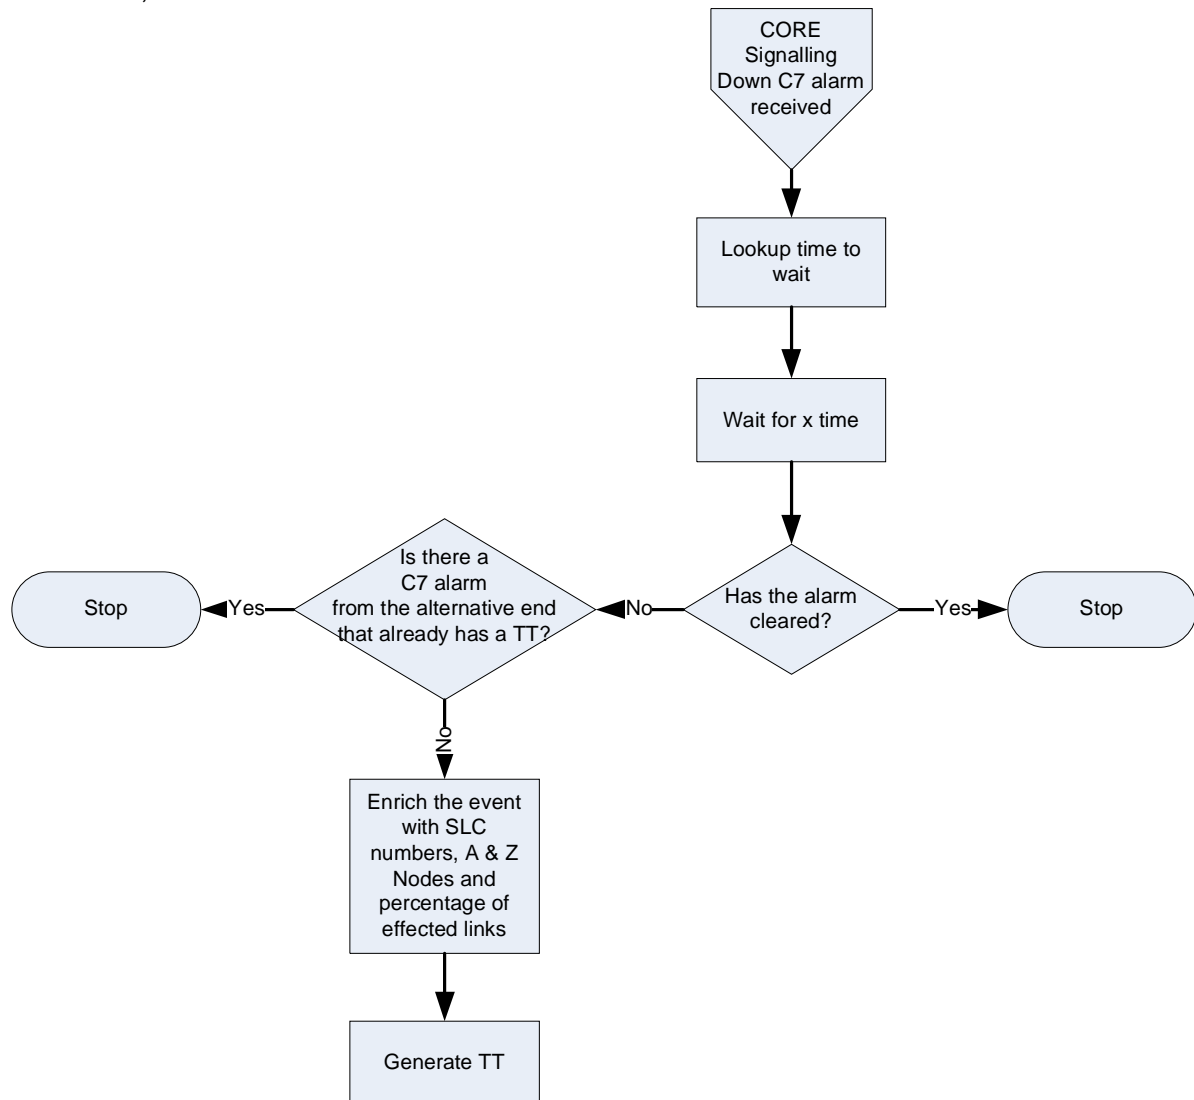 CORE
Signalling
Down C7 alarm
received
Lookup time to
wait
Wait for x time
Has the alarm
cleared?
Yes
Stop
No
Is there a
C7 alarm
from the alternative end
that already has a TT?
Yes
Stop
No
Enrich the event
with SLC
numbers, A & Z
Nodes and
percentage of
effected links
Generate TT